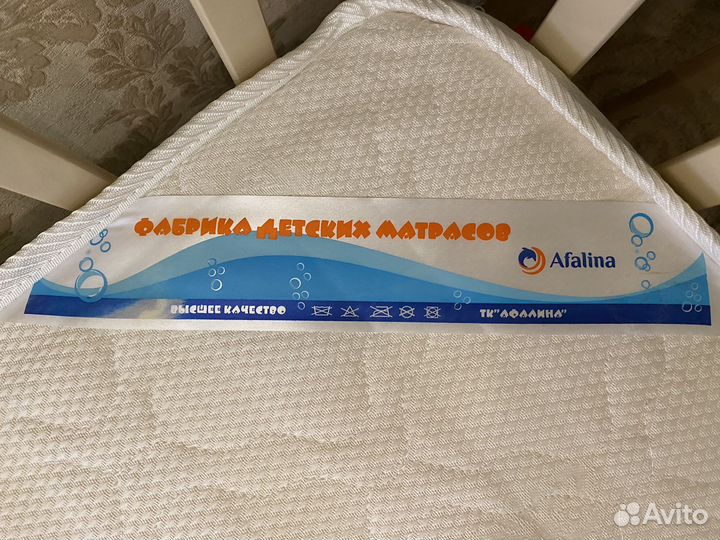 ФАБРИКА ДЕТСКИХ МАТРАСОВ
Afalina
ВЫСШЕЕ КАЧЕСТВО
ТК"АФАЛИНА"
Avito